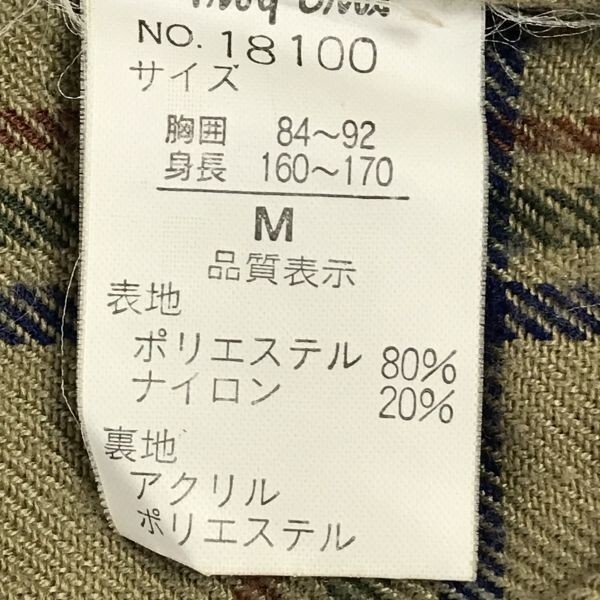 NO. 18100
サイズ
胸囲 84～92
身長 160～170
M
品質表示
表地
ポリエステル 80%
ナイロン 20%
裏地
アクリル
ポリエステル